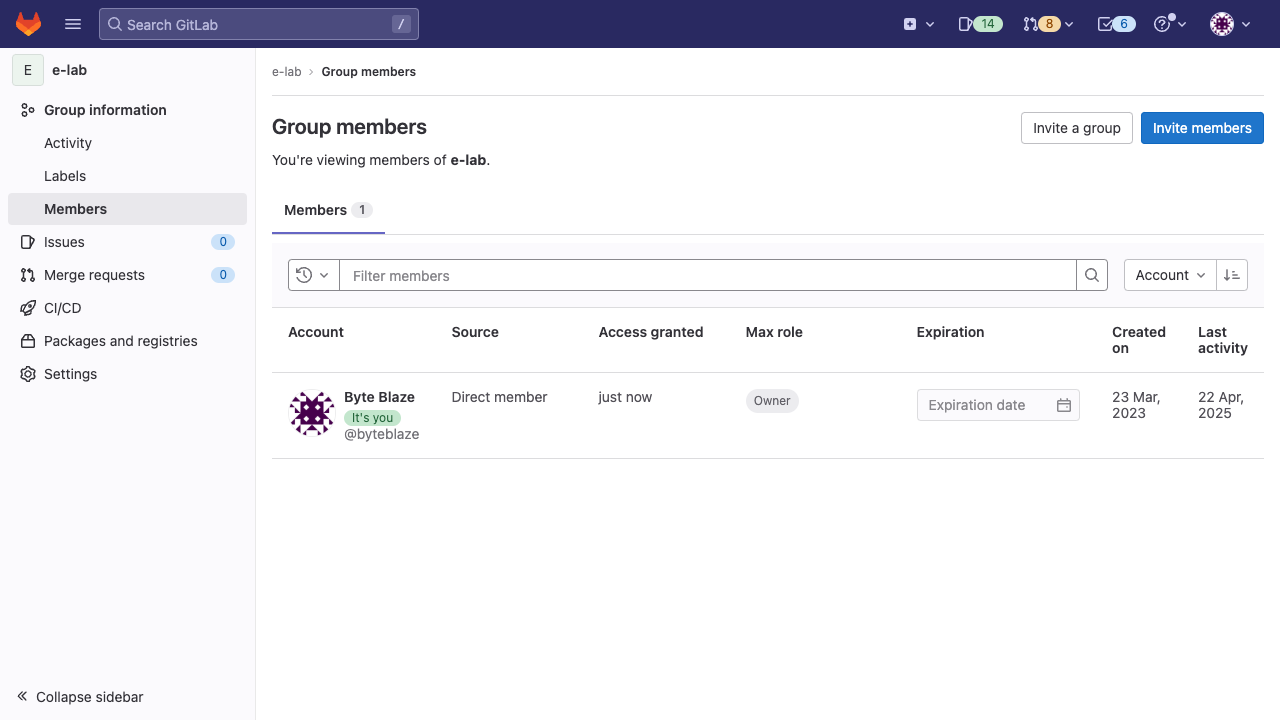 Search GitLab /
14 8 6
E e-lab
Group information
Activity
Labels
Members
Issues 0
Merge requests 0
CI/CD
Packages and registries
Settings
Collapse sidebar
e-lab Group members
Group members
Invite a group Invite members
You're viewing members of e-lab.
Members 1
Filter members
Account
Account Source Access granted Max role Expiration Created on Last activity
Byte Blaze
It's you
@byteblaze
Direct member
just now
Owner
Expiration date
23 Mar,
2023
22 Apr,
2025